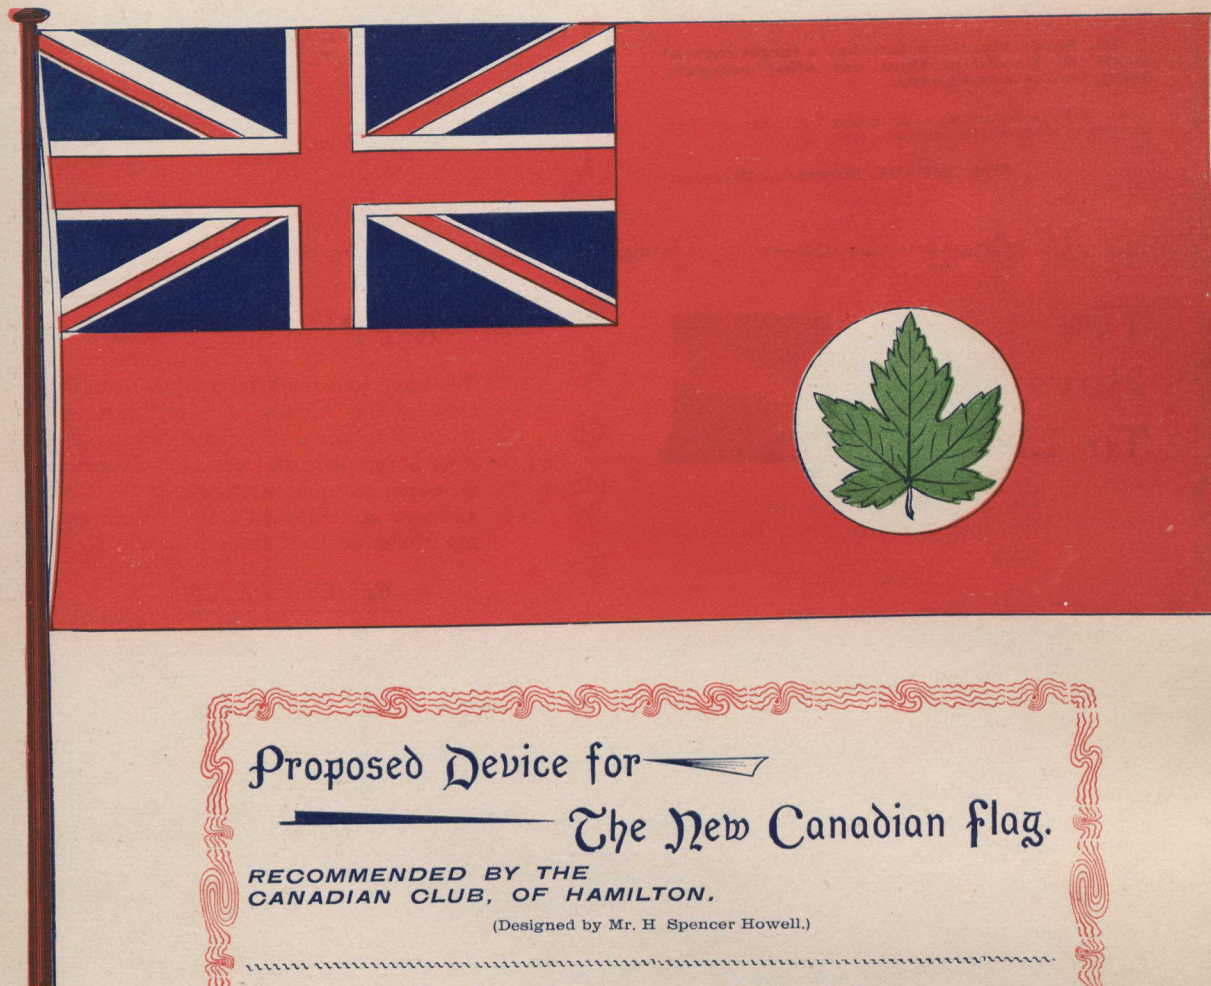 Proposed Device for
The New Canadian Flag.
RECOMMENDED BY THE
CANADIAN CLUB, OF HAMILTON.
(Designed by Mr. H Spencer Howell.)